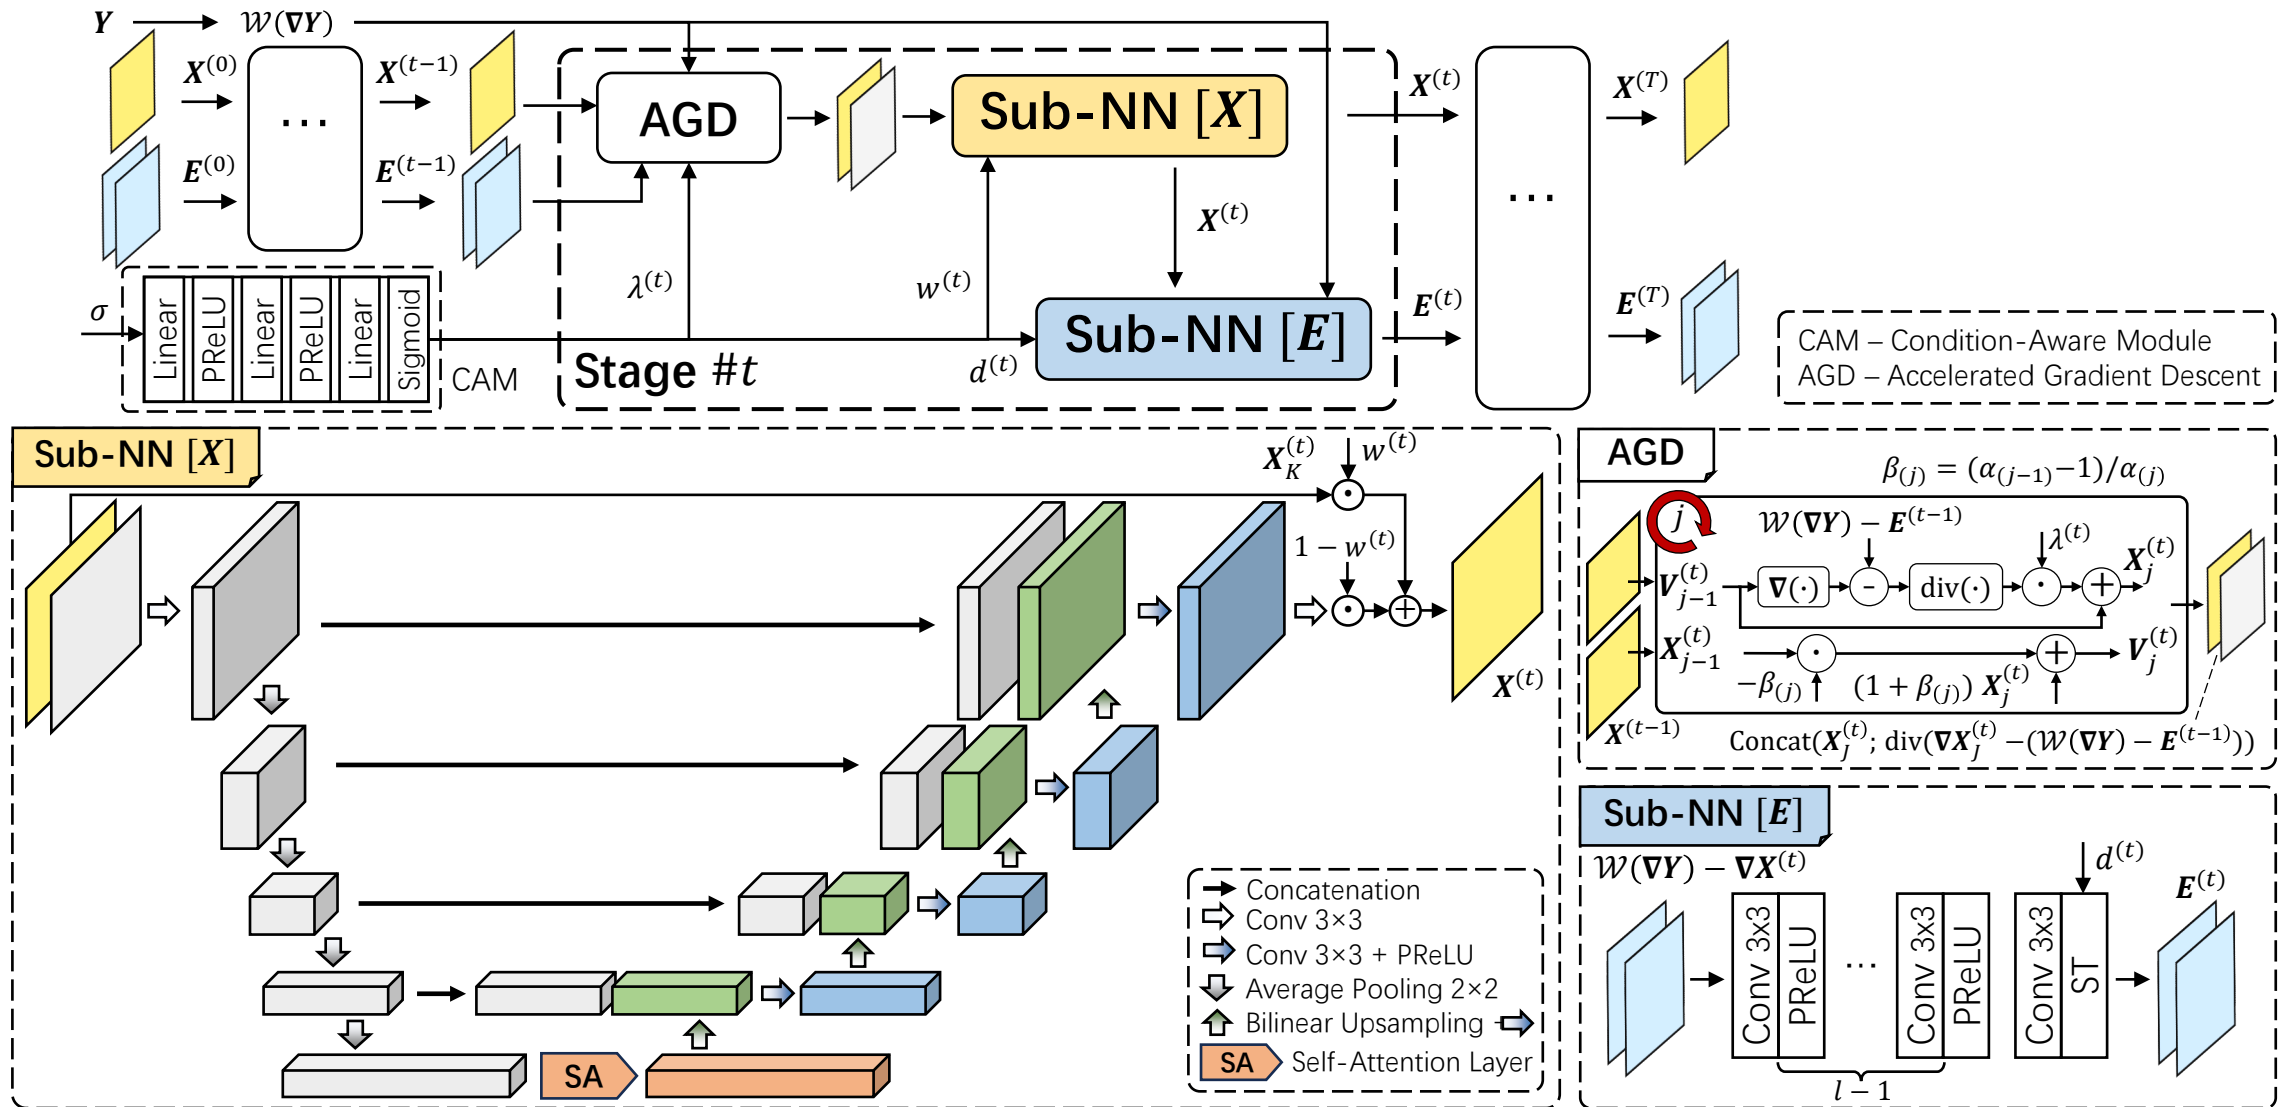 Y
𝒲(∇Y)
X^(0)
X^(t−1)
E^(0)
E^(t−1)
...
AGD
Sub-NN [X]
X^(t)
X^(t)
X^(T)
...
λ^(t)
w^(t)
Sub-NN [E]
E^(t)
E^(T)
d^(t)
Stage #t
σ
Linear
PReLU
Linear
PReLU
Linear
Sigmoid
CAM
CAM – Condition-Aware Module
AGD – Accelerated Gradient Descent
Sub-NN [X]
X_K^(t)
w^(t)
1 − w^(t)
X^(t)
SA
Concatenation
Conv 3×3
Conv 3×3 + PReLU
Average Pooling 2×2
Bilinear Upsampling
SA
Self-Attention Layer
AGD
β_(j) = (α_(j−1)−1)/α_(j)
j
𝒲(∇Y) − E^(t−1)
λ^(t)
V_{j−1}^(t)
∇(·)
-
div(·)
X_j^(t)
X_{j−1}^(t)
V_j^(t)
−β_(j)
(1 + β_(j)) X_j^(t)
X^(t−1)
Concat(X_J^(t); div(∇X_J^(t) −(𝒲(∇Y) − E^(t−1)))
Sub-NN [E]
𝒲(∇Y) − ∇X^(t)
d^(t)
E^(t)
Conv 3x3
PReLU
...
Conv 3x3
PReLU
Conv 3x3
ST
l − 1